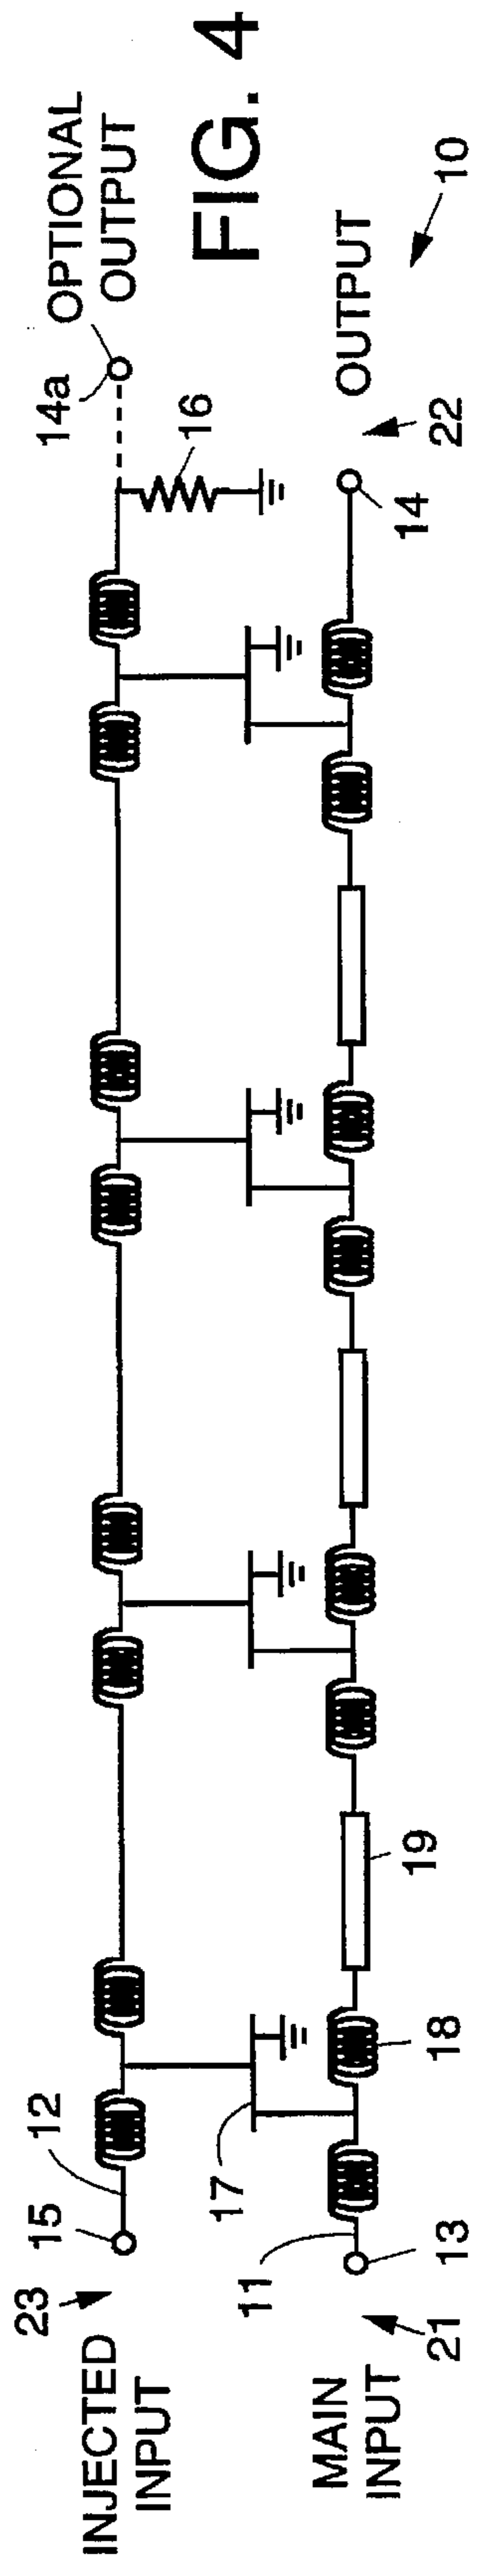 FIG. 4
OPTIONAL
OUTPUT
14a
16
OUTPUT
10
22
14
INJECTED
INPUT
23
15
12
17
11
MAIN
INPUT
21
13
18
19